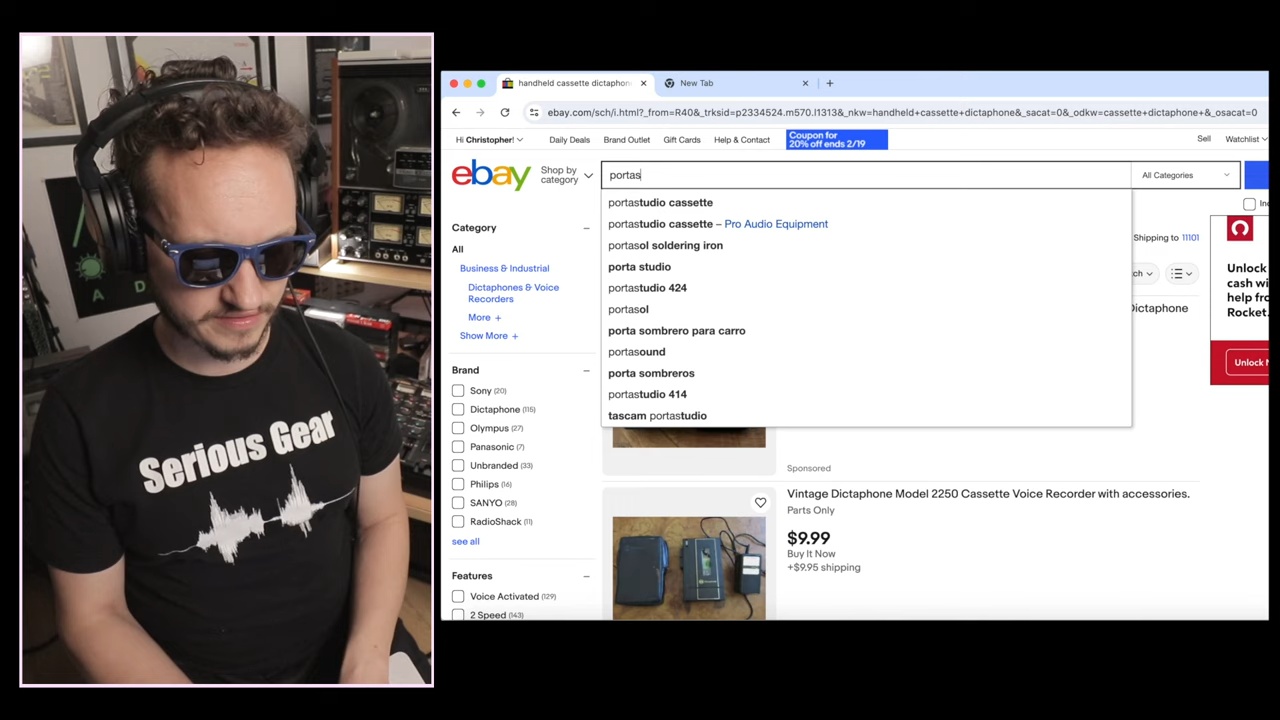 Serious Gear
A D
handheld cassette dictaphon
New Tab
ebay.com/sch/i.html?_from=R40&_trksid=p2334524.m570.l1313&_nkw=handheld+cassette+dictaphone&_sacat=0&_odkw=cassette+dictaphone+&_osacat=0
Hi Christopher!
Daily Deals
Brand Outlet
Gift Cards
Help & Contact
Coupon for
20% off ends 2/19
Sell
Watchlist
ebay
Shop by
category
portas
All Categories
portastudio cassette
portastudio cassette – Pro Audio Equipment
portasol soldering iron
porta studio
portastudio 424
portasol
porta sombrero para carro
portasound
porta sombreros
portastudio 414
tascam portastudio
Category
All
Business & Industrial
Dictaphones & Voice
Recorders
More +
Show More +
Brand
Sony (20)
Dictaphone (115)
Olympus (27)
Panasonic (7)
Unbranded (33)
Philips (16)
SANYO (28)
RadioShack (11)
see all
Features
Voice Activated (129)
2 Speed (143)
Shipping to 11101
ch
Dictaphone
Unlock
cash wi
help fro
Rocket.
Unlock
Sponsored
Vintage Dictaphone Model 2250 Cassette Voice Recorder with accessories.
Parts Only
$9.99
Buy It Now
+$9.95 shipping